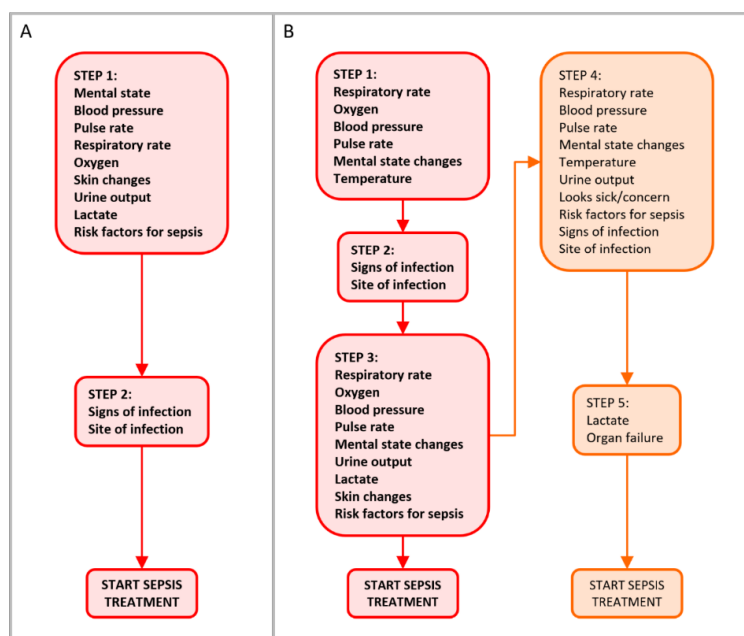 A
STEP 1:
Mental state
Blood pressure
Pulse rate
Respiratory rate
Oxygen
Skin changes
Urine output
Lactate
Risk factors for sepsis
STEP 2:
Signs of infection
Site of infection
START SEPSIS
TREATMENT
B
STEP 1:
Respiratory rate
Oxygen
Blood pressure
Pulse rate
Mental state changes
Temperature
STEP 2:
Signs of infection
Site of infection
STEP 3:
Respiratory rate
Oxygen
Blood pressure
Pulse rate
Mental state changes
Urine output
Lactate
Skin changes
Risk factors for sepsis
START SEPSIS
TREATMENT
STEP 4:
Respiratory rate
Blood pressure
Pulse rate
Mental state changes
Temperature
Urine output
Looks sick/concern
Risk factors for sepsis
Signs of infection
Site of infection
STEP 5:
Lactate
Organ failure
START SEPSIS
TREATMENT